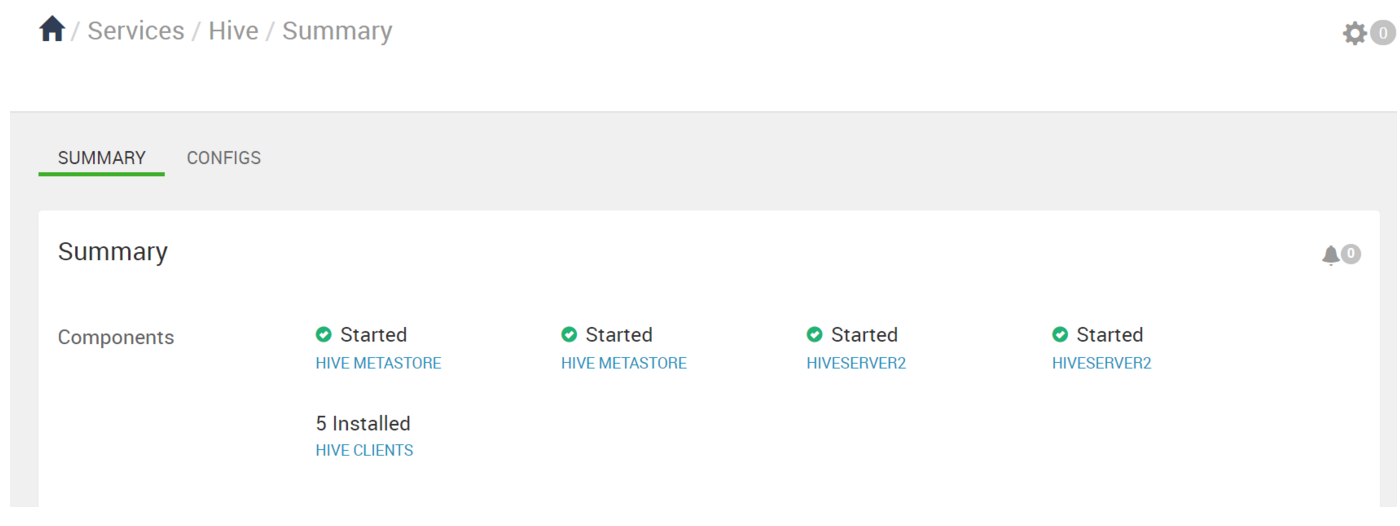 / Services / Hive / Summary
0
SUMMARY CONFIGS
Summary
0
Components
Started Started Started Started
HIVE METASTORE HIVE METASTORE HIVESERVER2 HIVESERVER2
5 Installed
HIVE CLIENTS